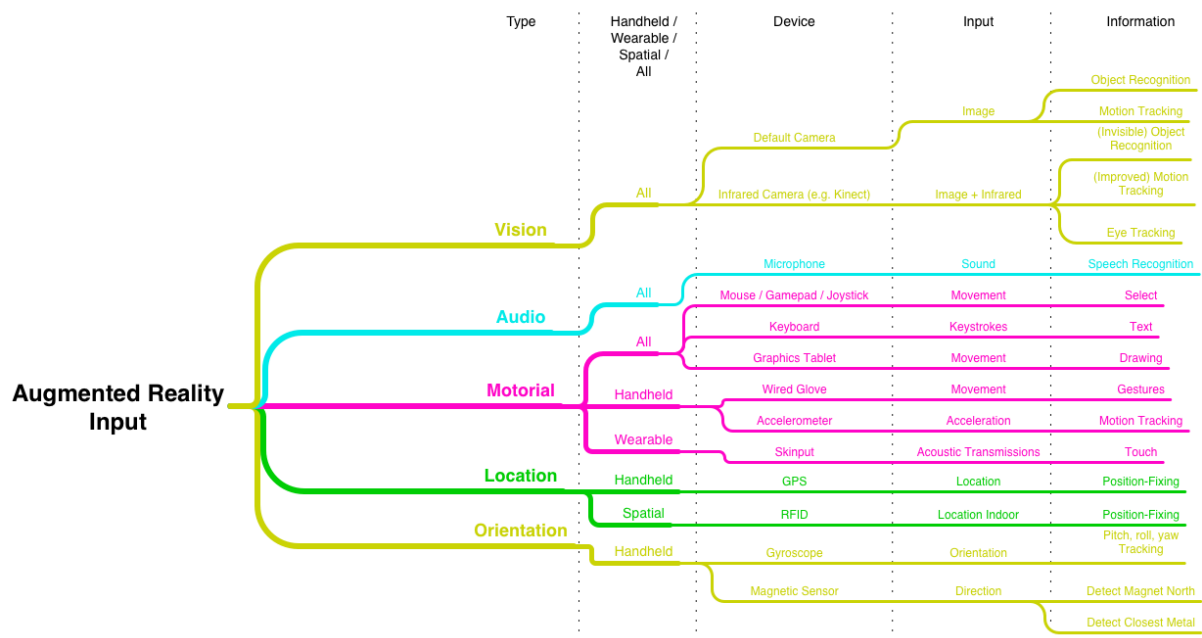 Type
Handheld /
Wearable /
Spatial /
All
Device
Input
Information
Augmented Reality
Input
Vision
All
Default Camera
Image
Object Recognition
Motion Tracking
Infrared Camera (e.g. Kinect)
Image + Infrared
(Invisible) Object
Recognition
(Improved) Motion
Tracking
Eye Tracking
Audio
All
Microphone
Sound
Speech Recognition
Motorial
All
Mouse / Gamepad / Joystick
Movement
Select
Keyboard
Keystrokes
Text
Graphics Tablet
Movement
Drawing
Handheld
Wired Glove
Movement
Gestures
Accelerometer
Acceleration
Motion Tracking
Wearable
Skinput
Acoustic Transmissions
Touch
Location
Handheld
GPS
Location
Position-Fixing
Spatial
RFID
Location Indoor
Position-Fixing
Orientation
Handheld
Gyroscope
Orientation
Pitch, roll, yaw
Tracking
Magnetic Sensor
Direction
Detect Magnet North
Detect Closest Metal